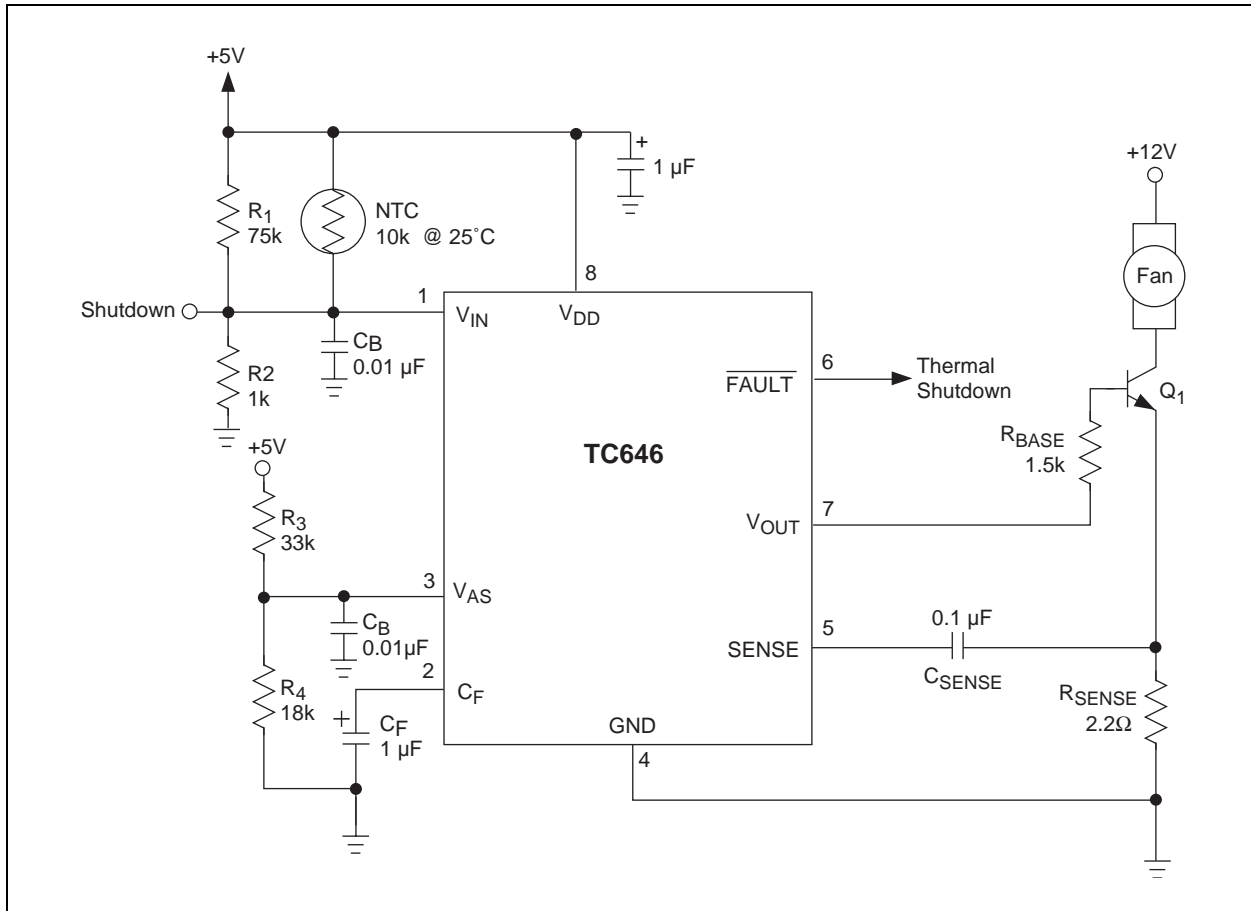 +5V
+
1 µF
+12V
R1
75k
NTC
10k @ 25˚C
Fan
8
1
Shutdown
VIN
VDD
CB
0.01 µF
6
Thermal
Shutdown
FAULT
R2
1k
Q1
RBASE
1.5k
+5V
TC646
7
R3
33k
VOUT
3
VAS
0.1 µF
CB
0.01µF
5
SENSE
CSENSE
2
R4
18k
CF
RSENSE
2.2Ω
+
CF
1 µF
GND
4